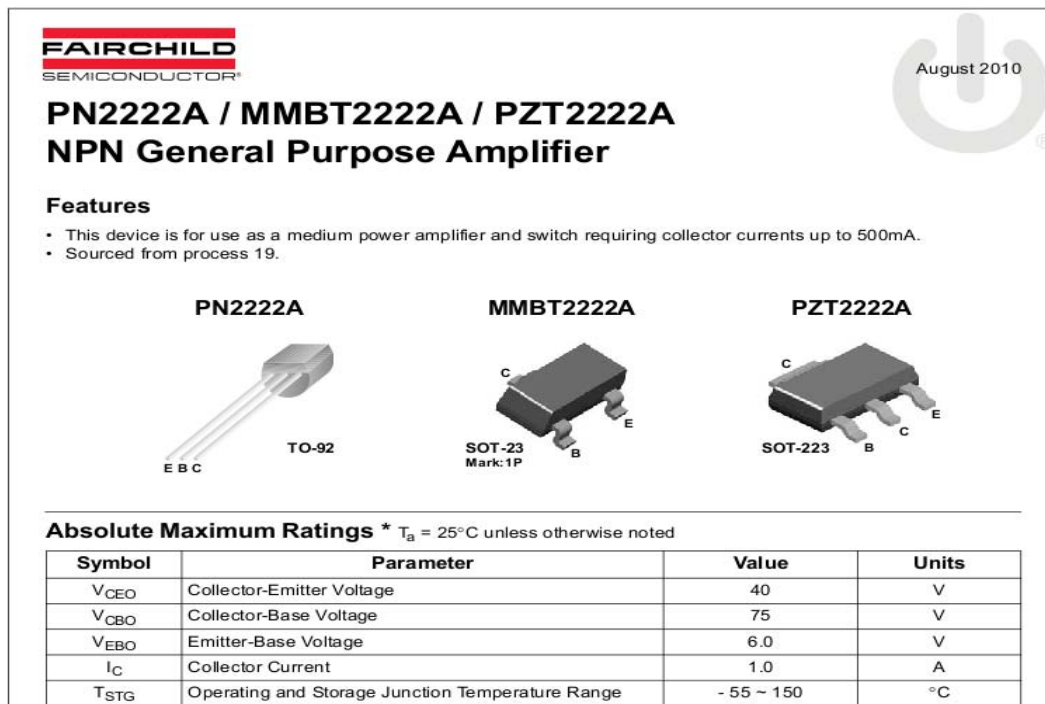 FAIRCHILD
SEMICONDUCTOR®
August 2010
PN2222A / MMBT2222A / PZT2222A
NPN General Purpose Amplifier
Features
• This device is for use as a medium power amplifier and switch requiring collector currents up to 500mA.
• Sourced from process 19.
PN2222A MMBT2222A PZT2222A
C
E
B
SOT-23
Mark:1P
TO-92
E B C
C
E
C
B
SOT-223
Absolute Maximum Ratings * Ta = 25°C unless otherwise noted
Symbol Parameter Value Units
VCEO Collector-Emitter Voltage 40 V
VCBO Collector-Base Voltage 75 V
VEBO Emitter-Base Voltage 6.0 V
IC Collector Current 1.0 A
TSTG Operating and Storage Junction Temperature Range - 55 ~ 150 °C